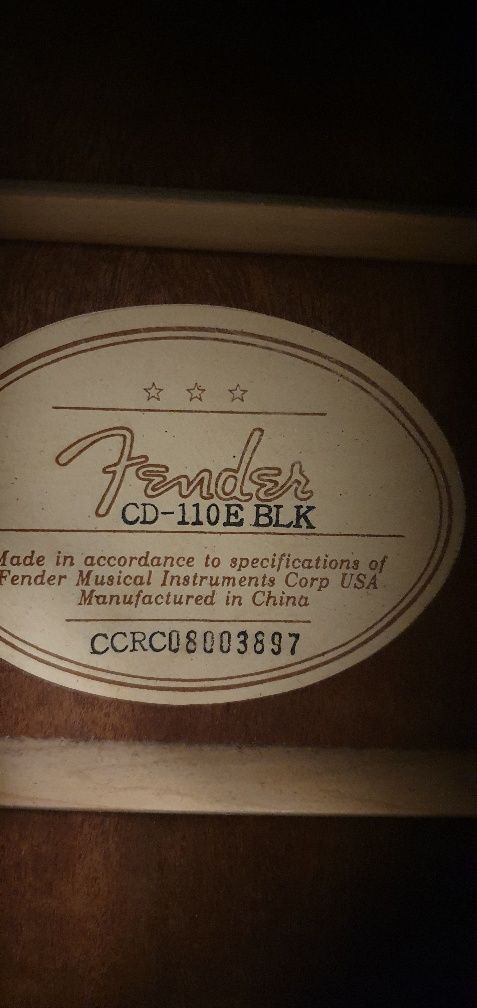 Fender
CD-110E BLK
Made in accordance to specifications of
Fender Musical Instruments Corp USA
Manufactured in China
CCRC08003897